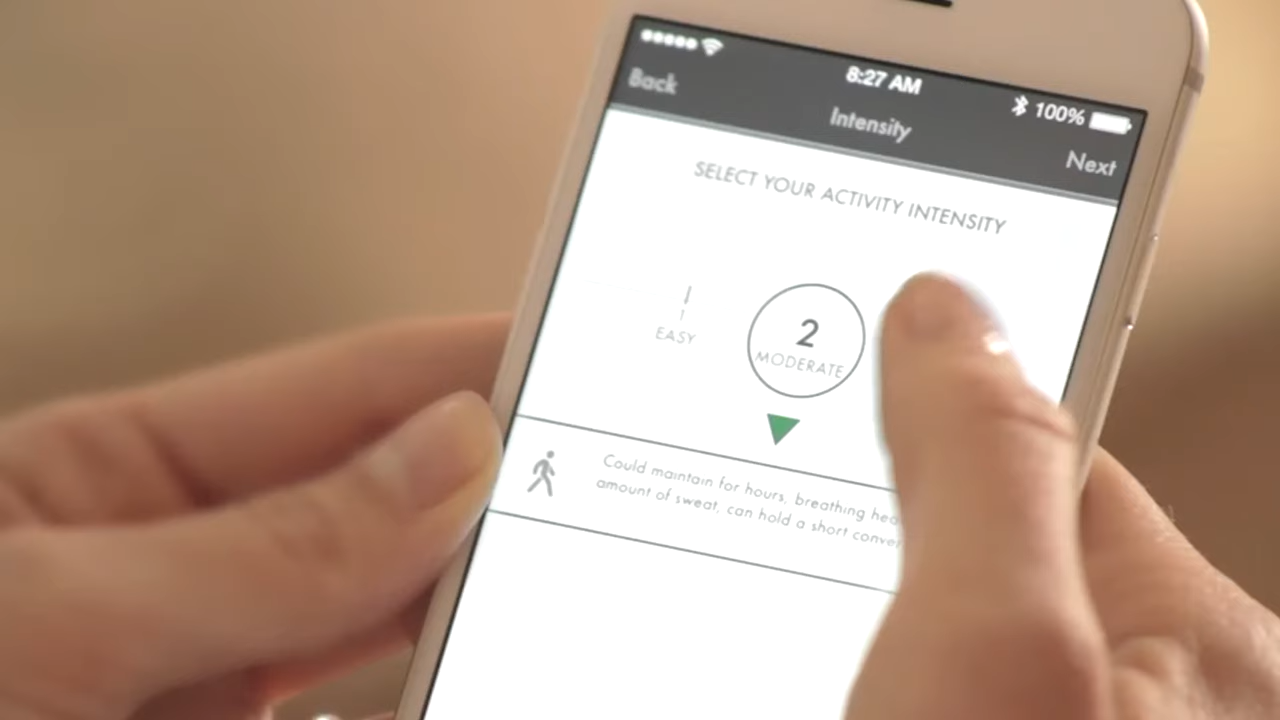 8:27 AM
100%
Back
Intensity
Next
SELECT YOUR ACTIVITY INTENSITY
1
EASY
2
MODERATE
Could maintain for hours, breathing
amount of sweat, can hold a short